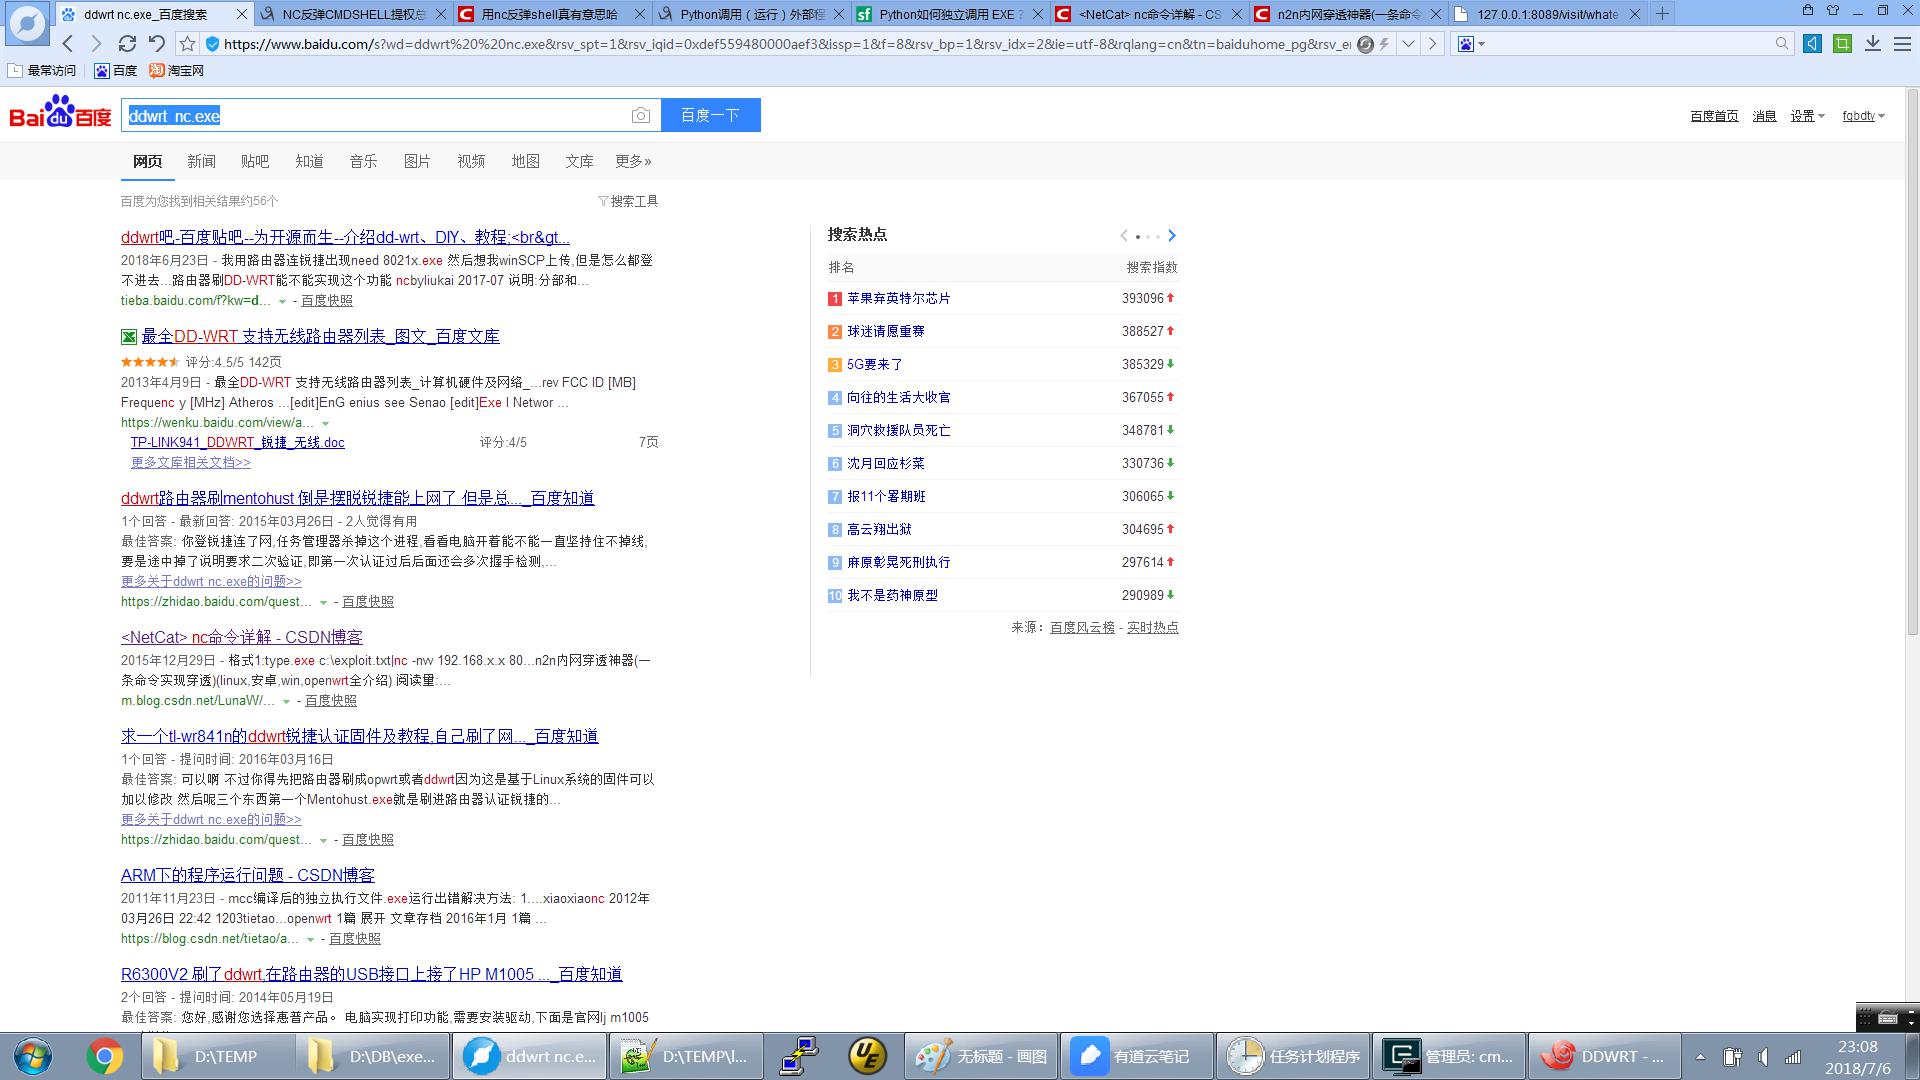 ddwrt nc.exe_百度搜索
NC反弹CMDSHELL提权总
用nc反弹shell真有意思哈
Python调用（运行）外部程
Python如何独立调用 EXE ?
<NetCat> nc命令详解 - CS
n2n内网穿透神器(一条命令
127.0.0.1:8089/visit/whate
https://www.baidu.com/s?wd=ddwrt%20%20nc.exe&rsv_spt=1&rsv_iqid=0xdef559480000aef3&issp=1&f=8&rsv_bp=1&rsv_idx=2&ie=utf-8&rqlang=cn&tn=baiduhome_pg&rsv_e
最常访问 百度 淘宝网
Bai du 百度
ddwrt  nc.exe
百度一下
百度首页 消息 设置 fqbdtv
网页 新闻 贴吧 知道 音乐 图片 视频 地图 文库 更多»
百度为您找到相关结果约56个
搜索工具
ddwrt吧-百度贴吧--为开源而生--介绍dd-wrt、DIY、教程;<br&gt...
2018年6月23日 - 我用路由器连锐捷出现need 8021x.exe 然后想我winSCP上传,但是怎么都登
不进去...路由器刷DD-WRT能不能实现这个功能 ncbyliukai 2017-07 说明:分部和...
tieba.baidu.com/f?kw=d... - 百度快照
最全DD-WRT 支持无线路由器列表_图文_百度文库
评分:4.5/5 142页
2013年4月9日 - 最全DD-WRT 支持无线路由器列表_计算机硬件及网络_...rev FCC ID [MB]
Frequenc y [MHz] Atheros ...[edit]EnG enius see Senao [edit]Exe l Networ ...
https://wenku.baidu.com/view/a...
TP-LINK941_DDWRT_锐捷_无线.doc 评分:4/5 7页
更多文库相关文档>>
ddwrt路由器刷mentohust 倒是摆脱锐捷能上网了 但是总..._百度知道
1个回答 - 最新回答: 2015年03月26日 - 2人觉得有用
最佳答案: 你登锐捷连了网,任务管理器杀掉这个进程,看看电脑开着能不能一直坚持住不掉线,
要是途中掉了说明要求二次验证,即第一次认证过后后面还会多次握手检测,...
更多关于ddwrt nc.exe的问题>>
https://zhidao.baidu.com/quest... - 百度快照
<NetCat> nc命令详解 - CSDN博客
2015年12月29日 - 格式1:type.exe c:\exploit.txt|nc -nvv 192.168.x.x 80...n2n内网穿透神器(一
条命令实现穿透)(linux,安卓,win,openwrt全介绍) 阅读量:...
m.blog.csdn.net/LunaW/... - 百度快照
求一个tl-wr841n的ddwrt锐捷认证固件及教程,自己刷了网..._百度知道
1个回答 - 提问时间: 2016年03月16日
最佳答案: 可以啊 不过你得先把路由器刷成opwrt或者ddwrt因为这是基于Linux系统的固件可以
加以修改 然后呢三个东西第一个Mentohust.exe就是刷进路由器认证锐捷的...
更多关于ddwrt nc.exe的问题>>
https://zhidao.baidu.com/quest... - 百度快照
ARM下的程序运行问题 - CSDN博客
2011年11月23日 - mcc编译后的独立执行文件.exe运行出错解决方法: 1....xiaoxiaonc 2012年
03月26日 22:42 1203tietao...openwrt 1篇 展开 文章存档 2016年1月 1篇 ...
https://blog.csdn.net/tietao/a... - 百度快照
R6300V2 刷了ddwrt,在路由器的USB接口上接了HP M1005 ..._百度知道
2个回答 - 提问时间: 2014年05月19日
最佳答案: 您好,感谢您选择惠普产品。 电脑实现打印功能,需要安装驱动,下面是官网lj m1005
搜索热点
排名 搜索指数
1 苹果弃英特尔芯片 393096
2 球迷请愿重赛 388527
3 5G要来了 385329
4 向往的生活大收官 367055
5 洞穴救援队员死亡 348781
6 沈月回应杉菜 330736
7 报11个暑期班 306065
8 高云翔出狱 304695
9 麻原彰晃死刑执行 297614
10 我不是药神原型 290989
来源：百度风云榜 - 实时热点
D:\TEMP
D:\DB\exe...
ddwrt nc.e...
D:\TEMP\I...
UE
无标题 - 画图
有道云笔记
任务计划程序
管理员: cm...
DDWRT - ...
23:08
2018/7/6